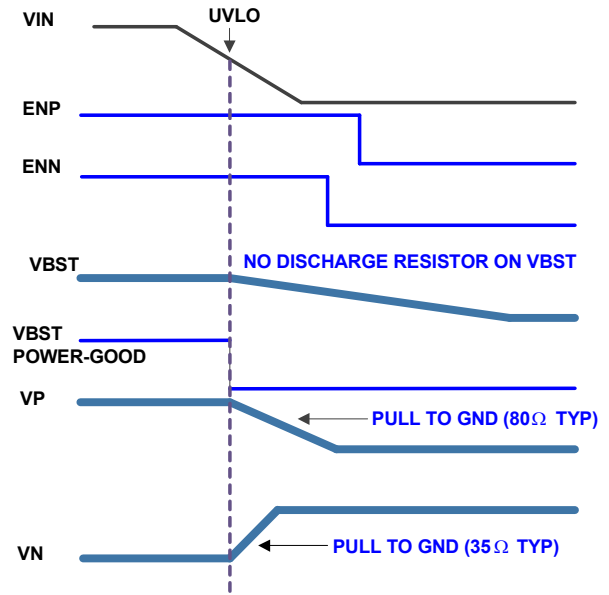 VIN
UVLO
ENP
ENN
VBST
NO DISCHARGE RESISTOR ON VBST
VBST
POWER-GOOD
VP
PULL TO GND (80Ω TYP)
VN
PULL TO GND (35Ω TYP)